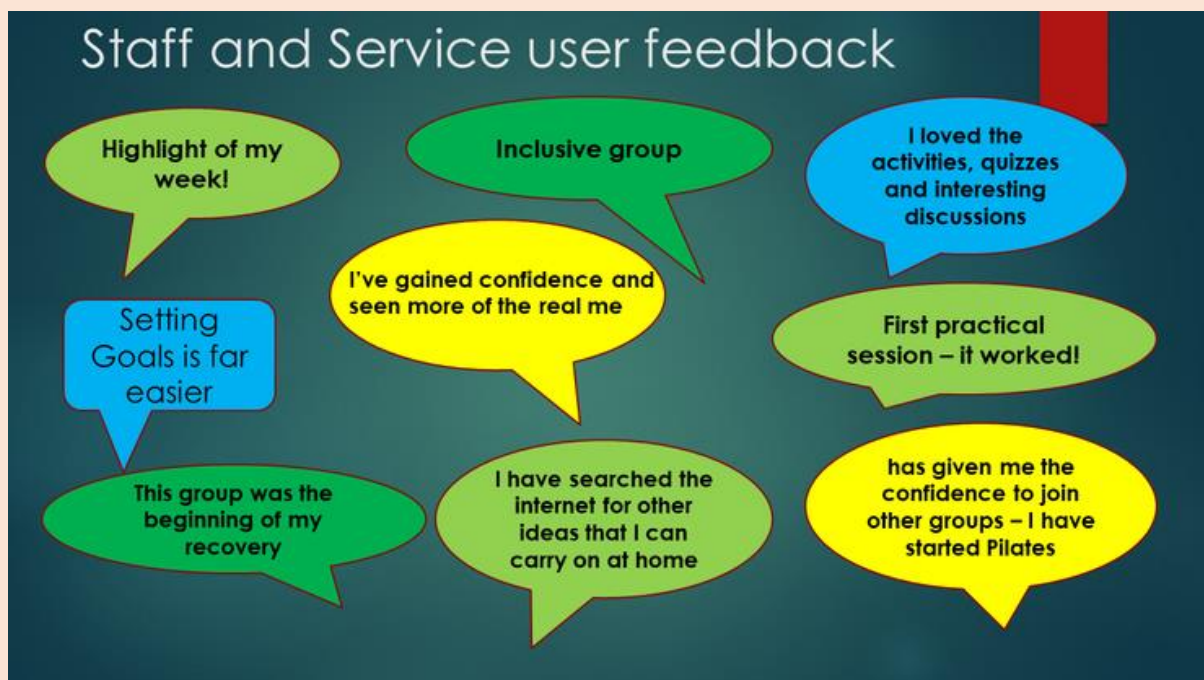 Staff and Service user feedback
Highlight of my
week!
Inclusive group
I loved the
activities, quizzes
and interesting
discussions
I've gained confidence and
seen more of the real me
Setting
Goals is far
easier
First practical
session – it worked!
This group was the
beginning of my
recovery
I have searched the
internet for other
ideas that I can
carry on at home
has given me the
confidence to join
other groups – I have
started Pilates